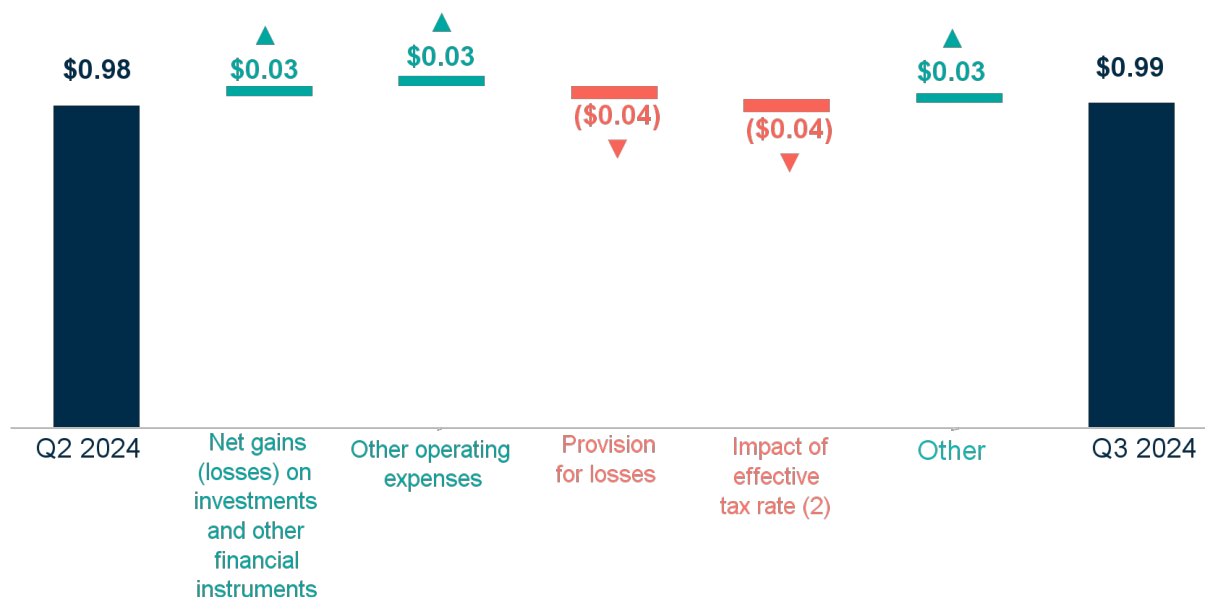 $0.98
$0.03
$0.03
($0.04)
($0.04)
$0.03
$0.99
Q2 2024
Net gains
(losses) on
investments
and other
financial
instruments
Other operating
expenses
Provision
for losses
Impact of
effective
tax rate (2)
Other
Q3 2024